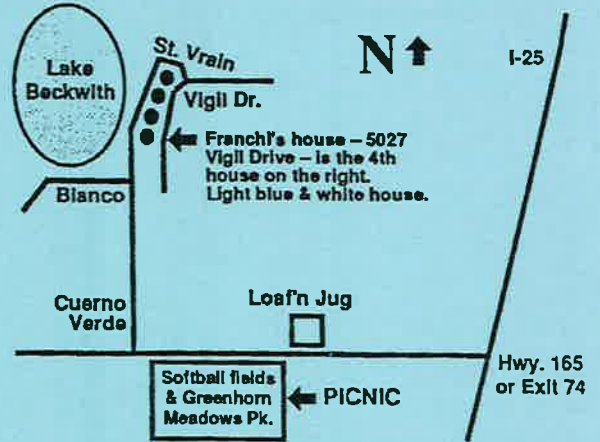 St. Vrain
N
I-25
Lake
Beckwith
Vigil Dr.
Franchi's house – 5027
Vigil Drive – is the 4th
house on the right.
Light blue & white house.
Blanco
Cuerno
Verde
Loaf'n Jug
Hwy. 165
or Exit 74
Softball fields
& Greenhorn
Meadows Pk.
PICNIC